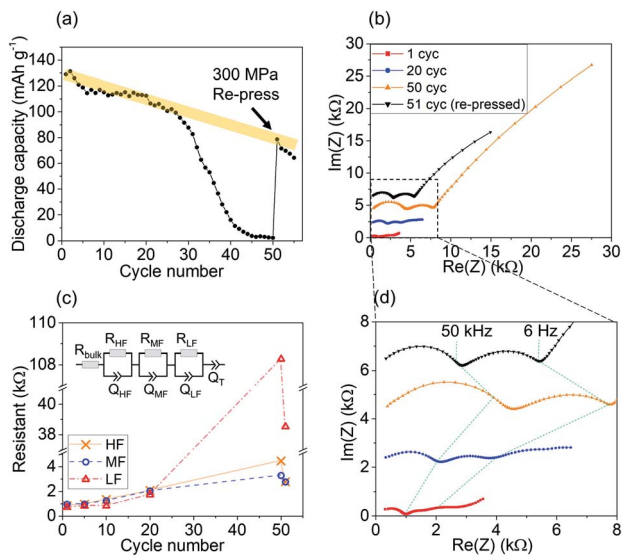 (a)
Discharge capacity (mAh g⁻¹)
140
120
100
80
60
40
20
0
300 MPa
Re-press
0 10 20 30 40 50
Cycle number
(b)
Im(Z) (kΩ)
30
25
20
15
10
5
0
1 cyc
20 cyc
50 cyc
51 cyc (re-pressed)
0 5 10 15 20 25 30
Re(Z) (kΩ)
(c)
Resistant (kΩ)
110
108
40
38
4
2
0
R_bulk R_HF R_MF R_LF
Q_HF Q_MF Q_LF Q_T
HF
MF
LF
0 10 20 30 40 50
Cycle number
(d)
Im(Z) (kΩ)
8
6
4
2
0
50 kHz 6 Hz
0 2 4 6 8
Re(Z) (kΩ)